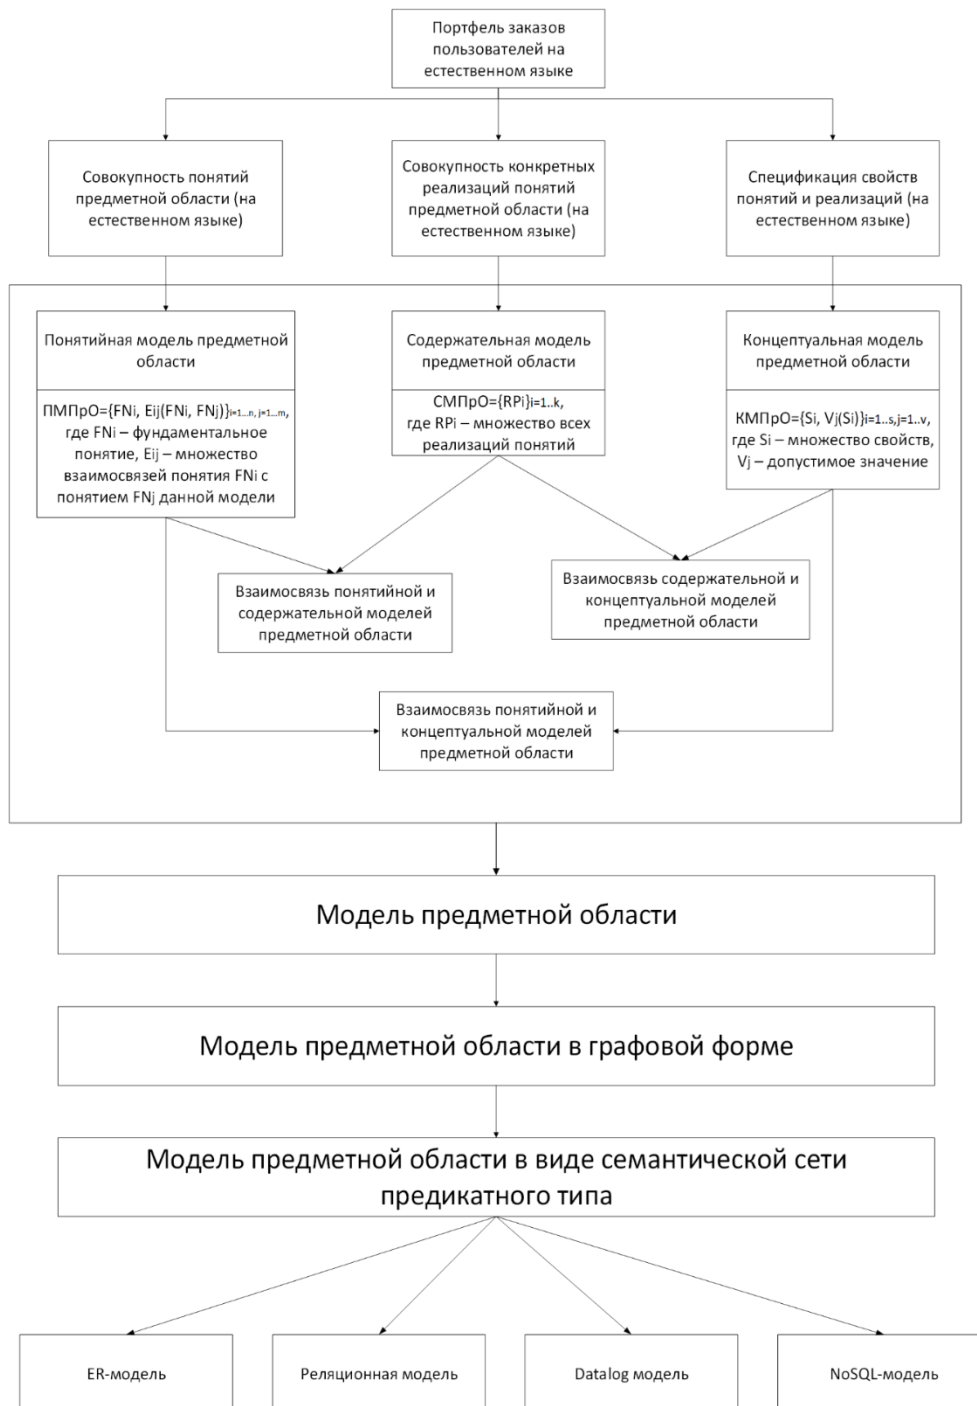 Портфель заказов
пользователей на
естественном языке
Совокупность понятий
предметной области (на
естественном языке)
Совокупность конкретных
реализаций понятий
предметной области (на
естественном языке)
Спецификация свойств
понятий и реализаций (на
естественном языке)
Понятийная модель предметной
области
ПМПрО={FNi, Eij(FNi, FNj)}i=1...n, j=1...m,
где FNi – фундаментальное
понятие, Eij – множество
взаимосвязей понятия FNi с
понятием FNj данной модели
Содержательная модель
предметной области
СМПрО={RPi}i=1..k,
где RPi – множество всех
реализаций понятий
Концептуальная модель
предметной области
КМПрО={Si, Vj(Si)}i=1..s,j=1..v,
где Si – множество свойств,
Vj – допустимое значение
Взаимосвязь понятийной и
содержательной моделей
предметной области
Взаимосвязь содержательной и
концептуальной моделей
предметной области
Взаимосвязь понятийной и
концептуальной моделей
предметной области
Модель предметной области
Модель предметной области в графовой форме
Модель предметной области в виде семантической сети
предикатного типа
ER-модель
Реляционная модель
Datalog модель
NoSQL-модель